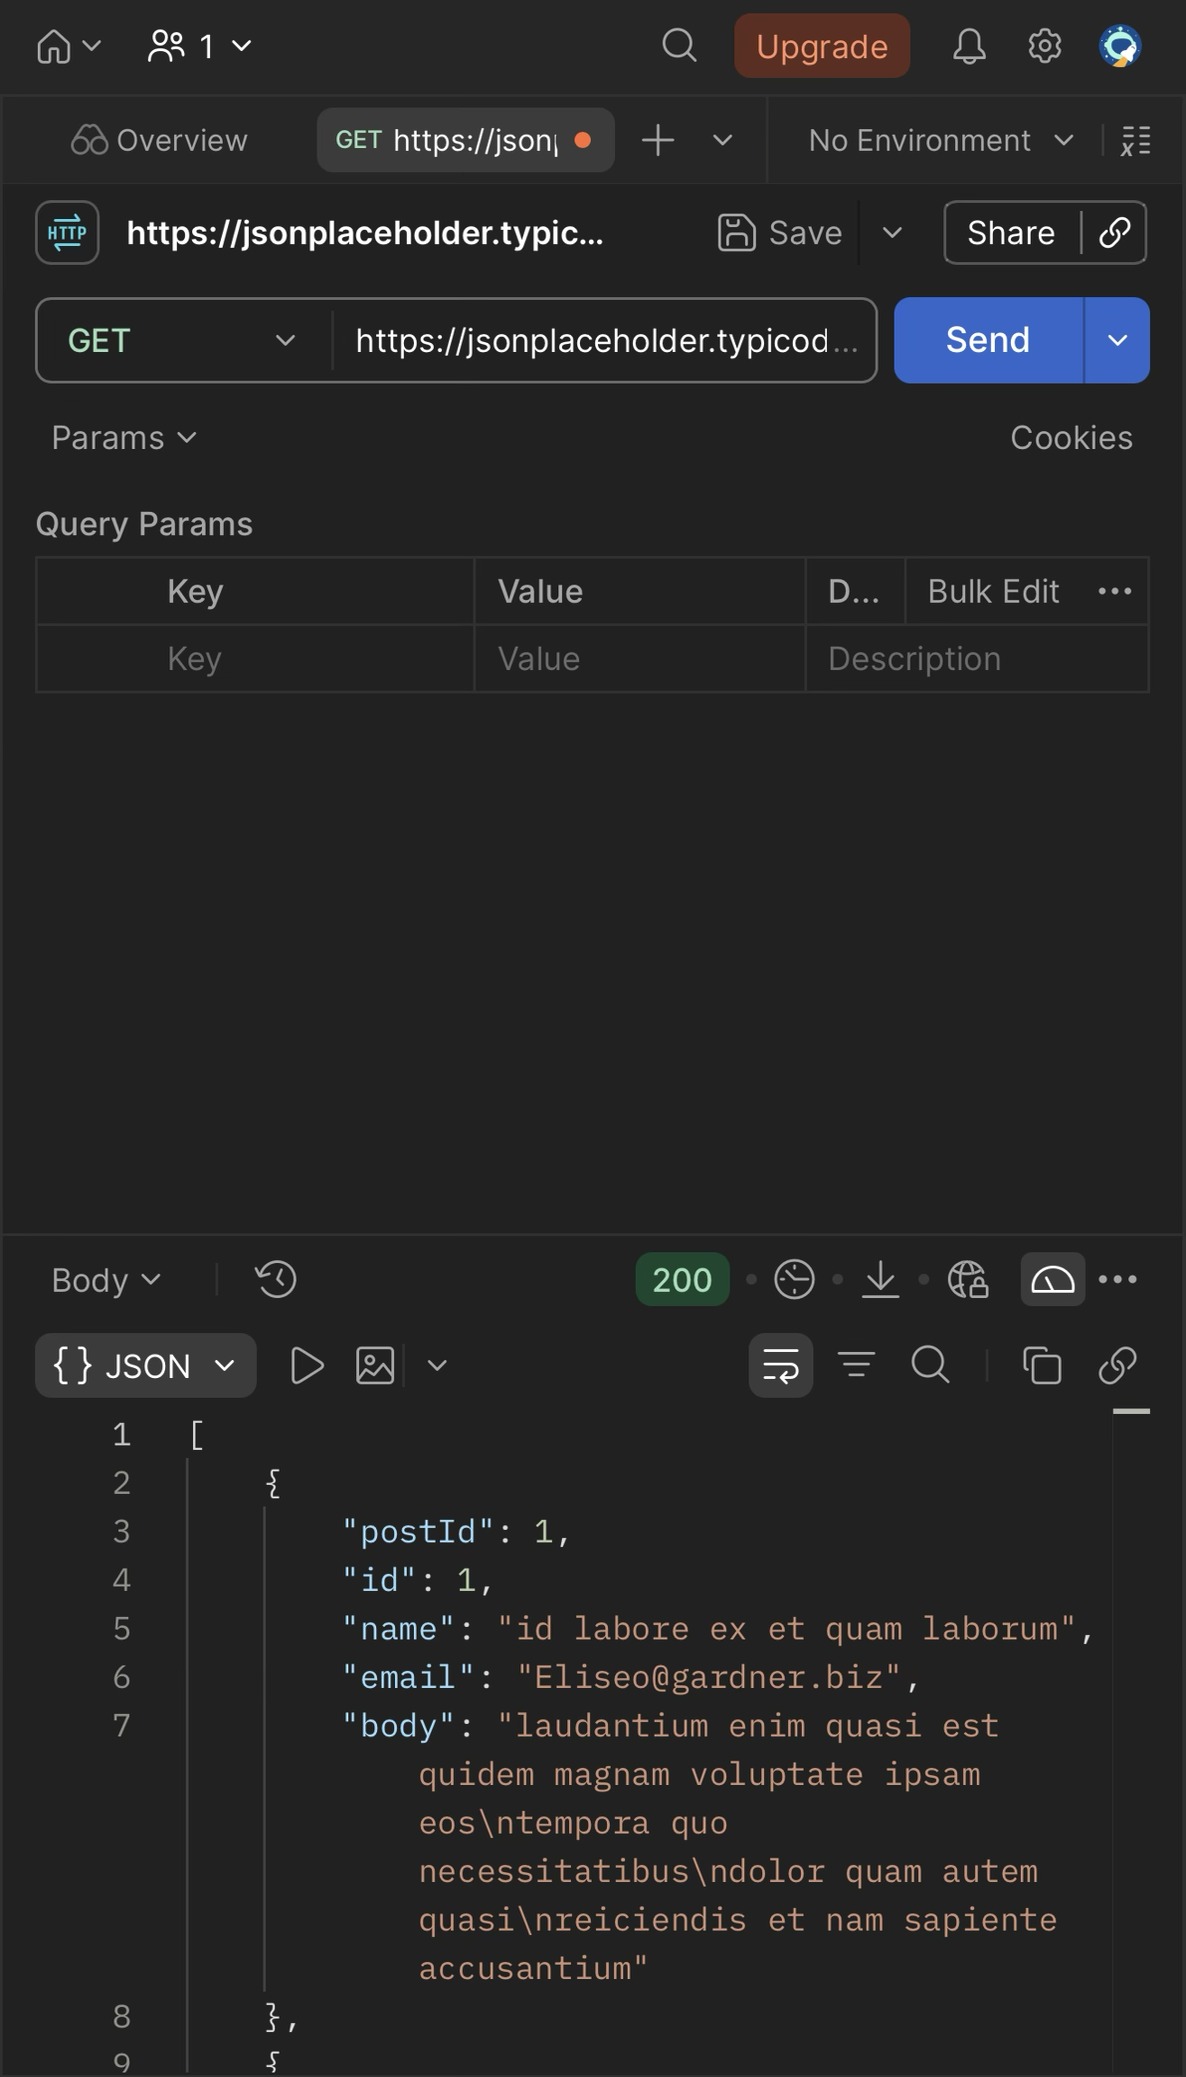 1 Upgrade
Overview GET https://json No Environment
HTTP https://jsonplaceholder.typic... Save Share
GET https://jsonplaceholder.typicod... Send
Params Cookies
Query Params
Key Value D... Bulk Edit
Key Value Description
Body 200
{} JSON
1 [
2 {
3 "postId": 1,
4 "id": 1,
5 "name": "id labore ex et quam laborum",
6 "email": "Eliseo@gardner.biz",
7 "body": "laudantium enim quasi est
quidem magnam voluptate ipsam
eos\ntempora quo
necessitatibus\ndolor quam autem
quasi\nreiciendis et nam sapiente
accusantium"
8 },
9 {